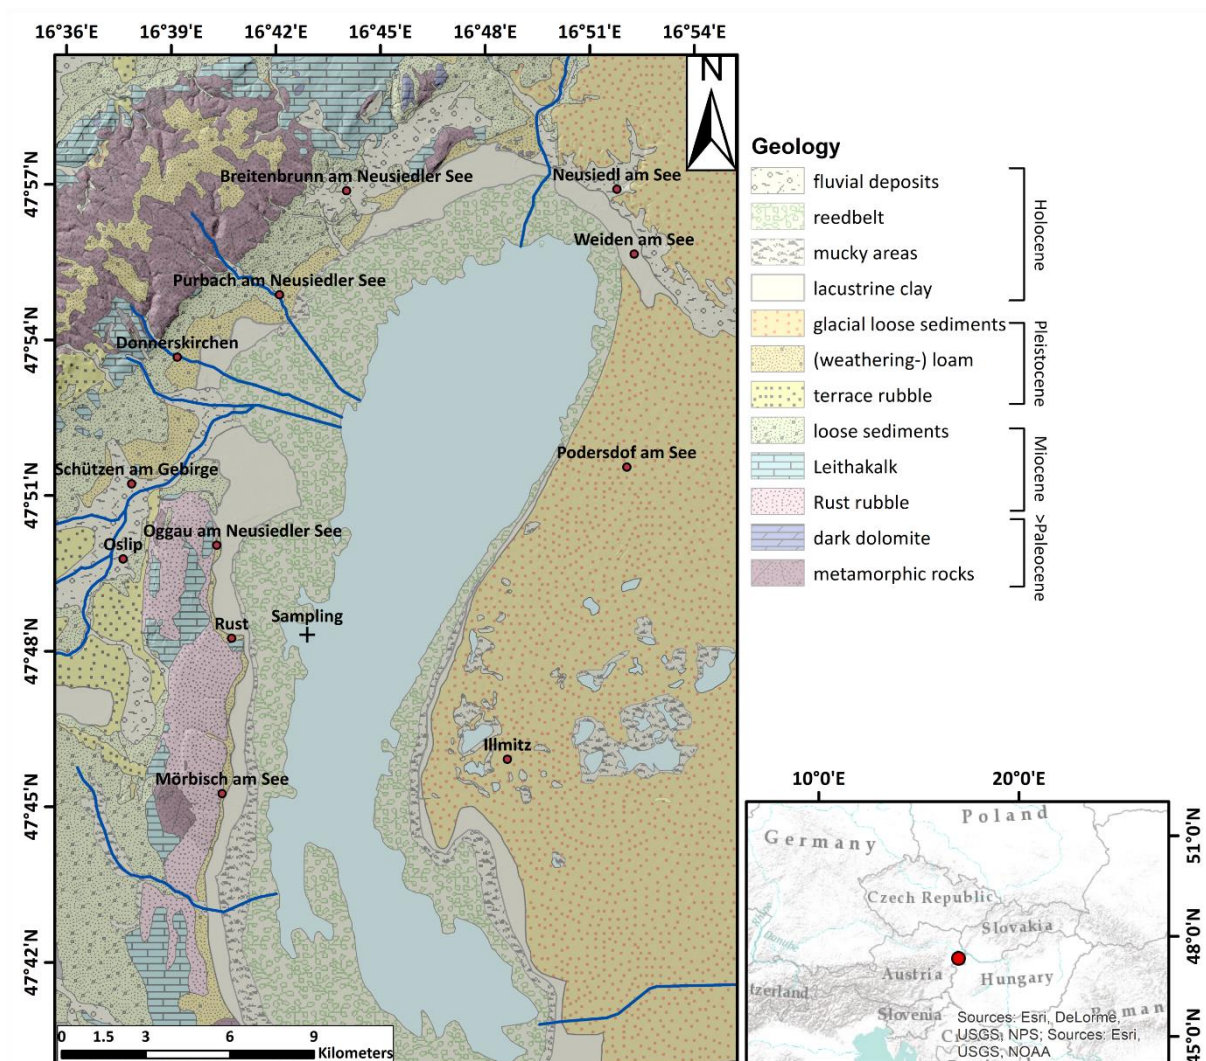 16°36'E 16°39'E 16°42'E 16°45'E 16°48'E 16°51'E 16°54'E
N
47°57'N
47°54'N
47°51'N
47°48'N
47°45'N
47°42'N
Breitenbrunn am Neusiedler See
Neusiedl am See
Weiden am See
Purbach am Neusiedler See
Donnerskirchen
Podersdof am See
Schützen am Gebirge
Oggau am Neusiedler See
Oslip
Sampling
Rust
Illmitz
Mörbisch am See
0 1.5 3 6 9
Kilometers
Geology
fluvial deposits
reedbelt
mucky areas
lacustrine clay
glacial loose sediments
(weathering-) loam
terrace rubble
loose sediments
Leithakalk
Rust rubble
dark dolomite
metamorphic rocks
Holocene
Pleistocene
Miocene
>Paleocene
10°0'E 20°0'E
51°0'N
48°0'N
45°0'N
Germany
Poland
Czech Republic
Slovakia
Danube
Austria
Hungary
tzerland
Slovenia
Roman
Sources: Esri, DeLorme,
USGS, NPS; Sources: Esri,
USGS, NOAA